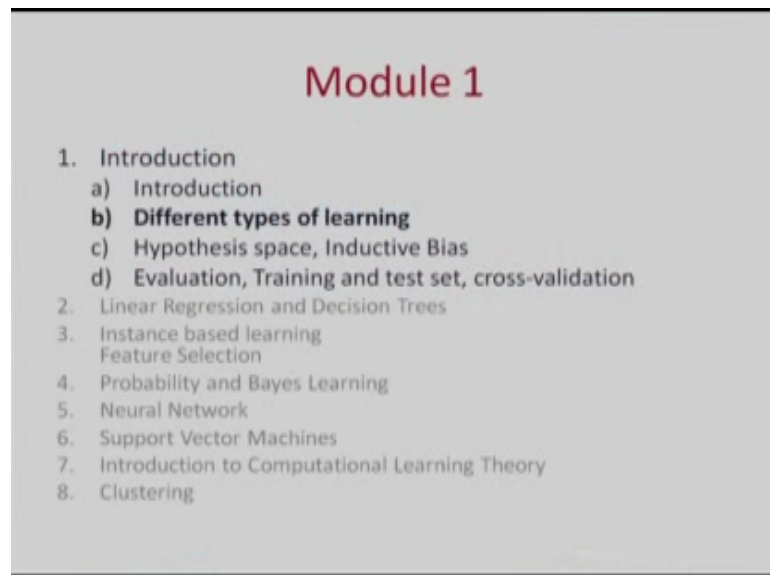 Module 1
1. Introduction
a) Introduction
b) Different types of learning
c) Hypothesis space, Inductive Bias
d) Evaluation, Training and test set, cross-validation
2. Linear Regression and Decision Trees
3. Instance based learning
Feature Selection
4. Probability and Bayes Learning
5. Neural Network
6. Support Vector Machines
7. Introduction to Computational Learning Theory
8. Clustering